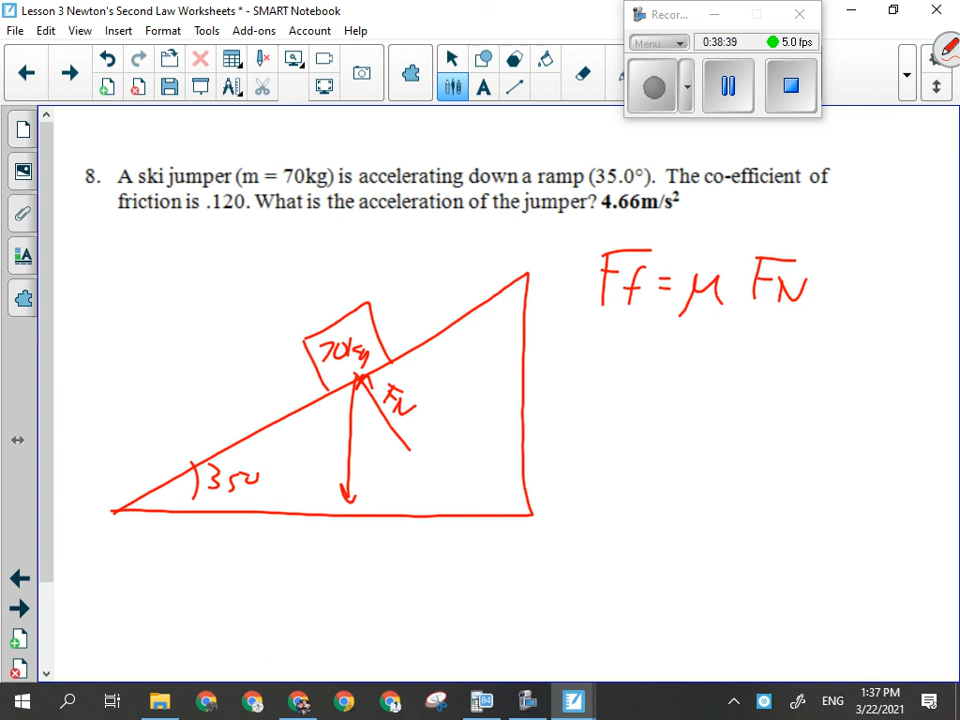 Lesson 3 Newton's Second Law Worksheets * - SMART Notebook
Recor...
File Edit View Insert Format Tools Add-ons Account Help
Menu 0:38:39 5.0 fps
8. A ski jumper (m = 70kg) is accelerating down a ramp (35.0°). The co-efficient of
friction is .120. What is the acceleration of the jumper? 4.66m/s²
Ff = μ FN
70kg
FN
350
ENG
1:37 PM
3/22/2021